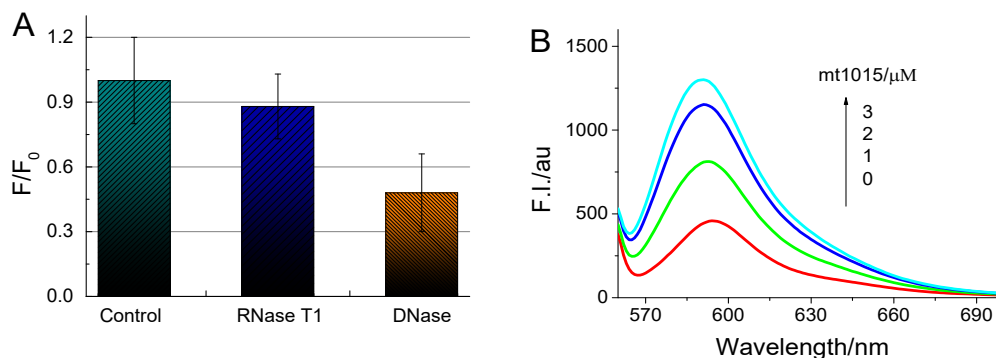 A
F/F0
1.2
0.9
0.6
0.3
0.0
Control RNase T1 DNase
B
F.I./au
1500
1000
500
0
mt1015/μM
3
2
1
0
570 600 630 660 690
Wavelength/nm